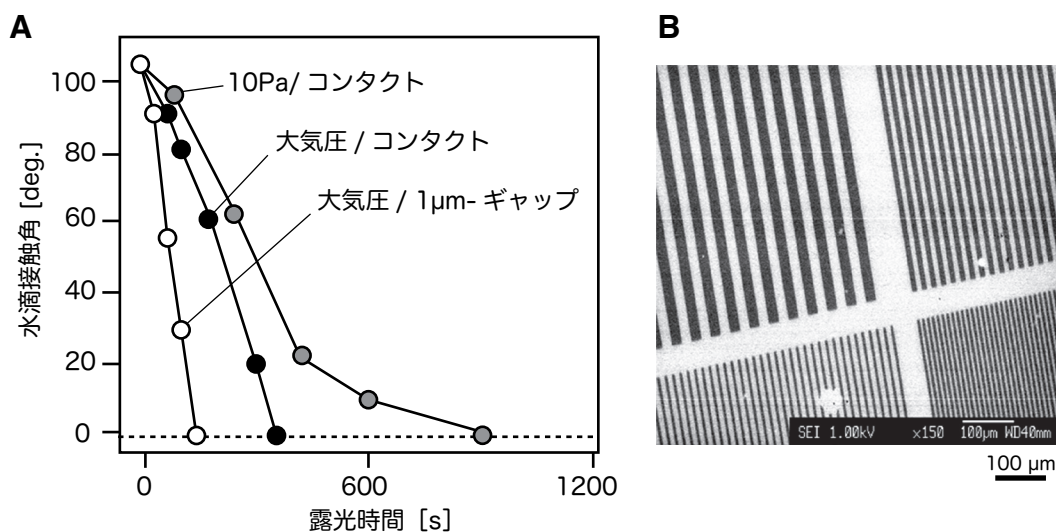 A
水滴接触角 [deg.]
100
80
60
40
20
0
10Pa/ コンタクト
大気圧 / コンタクト
大気圧 / 1µm- ギャップ
0
600
1200
露光時間 [s]
B
SEI 1.00kV ×150 100µm WD40mm
100 µm